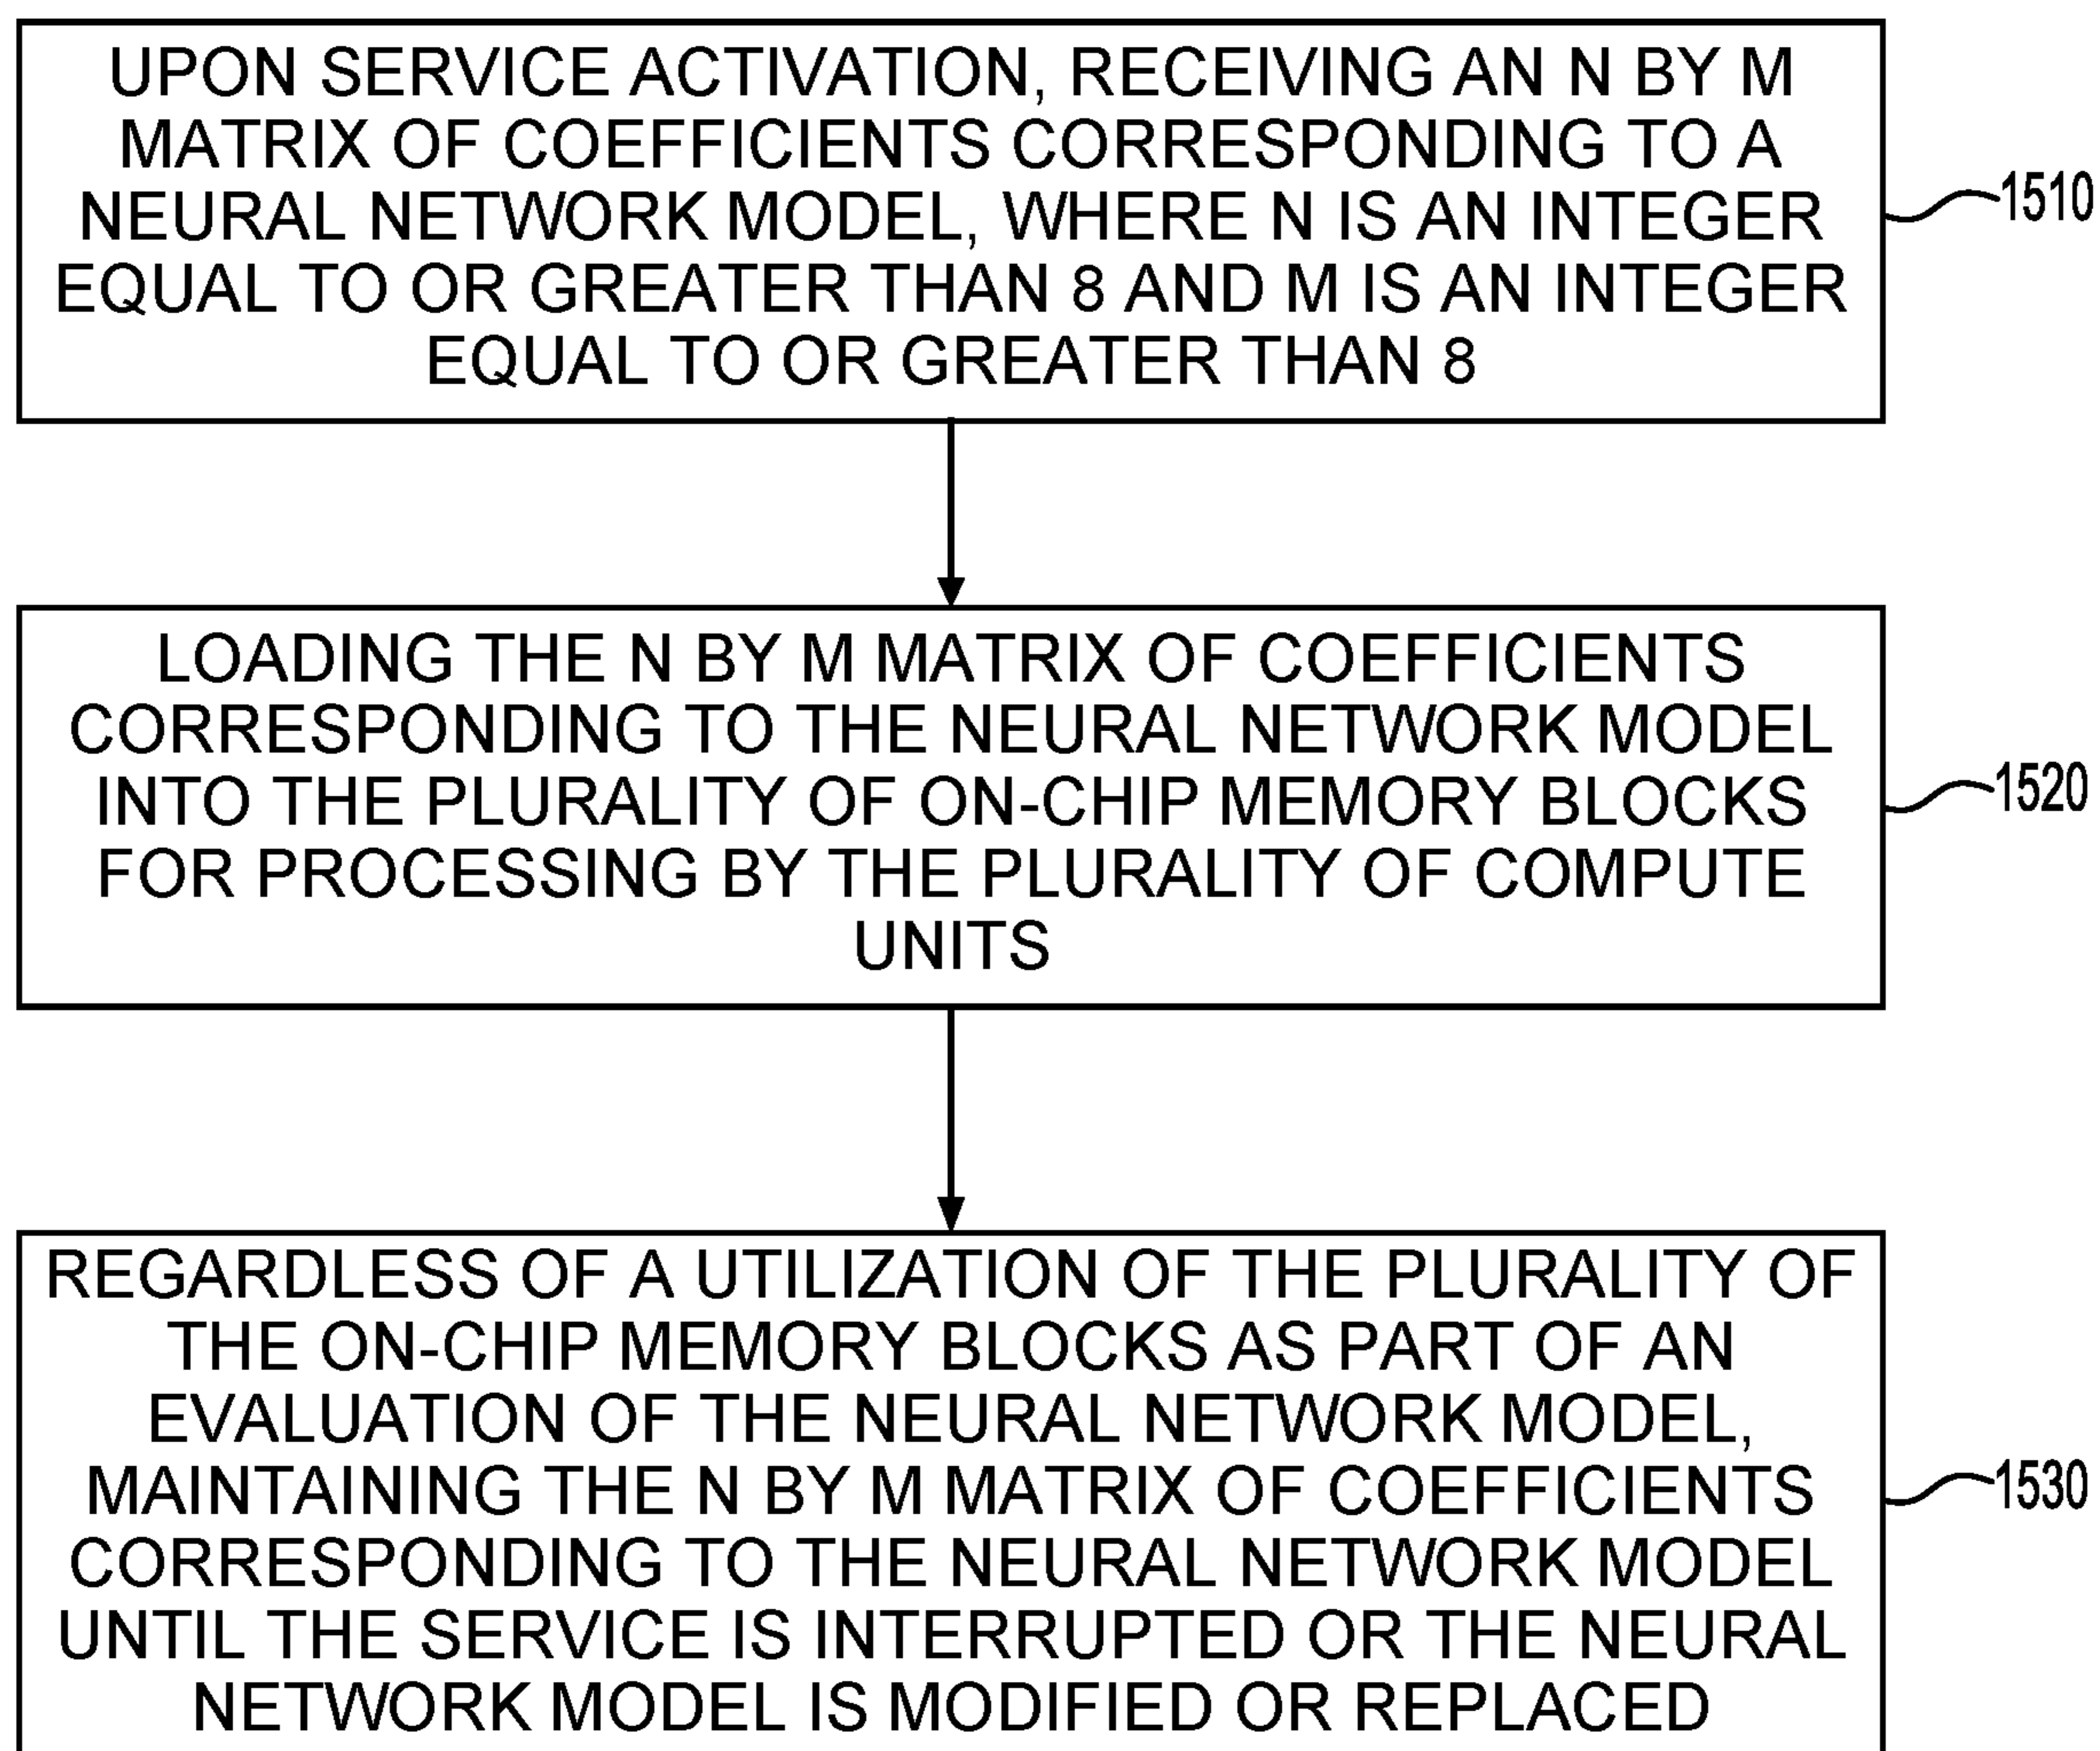 UPON SERVICE ACTIVATION, RECEIVING AN N BY M
MATRIX OF COEFFICIENTS CORRESPONDING TO A
NEURAL NETWORK MODEL, WHERE N IS AN INTEGER
EQUAL TO OR GREATER THAN 8 AND M IS AN INTEGER
EQUAL TO OR GREATER THAN 8
1510
LOADING THE N BY M MATRIX OF COEFFICIENTS
CORRESPONDING TO THE NEURAL NETWORK MODEL
INTO THE PLURALITY OF ON-CHIP MEMORY BLOCKS
FOR PROCESSING BY THE PLURALITY OF COMPUTE
UNITS
1520
REGARDLESS OF A UTILIZATION OF THE PLURALITY OF
THE ON-CHIP MEMORY BLOCKS AS PART OF AN
EVALUATION OF THE NEURAL NETWORK MODEL,
MAINTAINING THE N BY M MATRIX OF COEFFICIENTS
CORRESPONDING TO THE NEURAL NETWORK MODEL
UNTIL THE SERVICE IS INTERRUPTED OR THE NEURAL
NETWORK MODEL IS MODIFIED OR REPLACED
1530